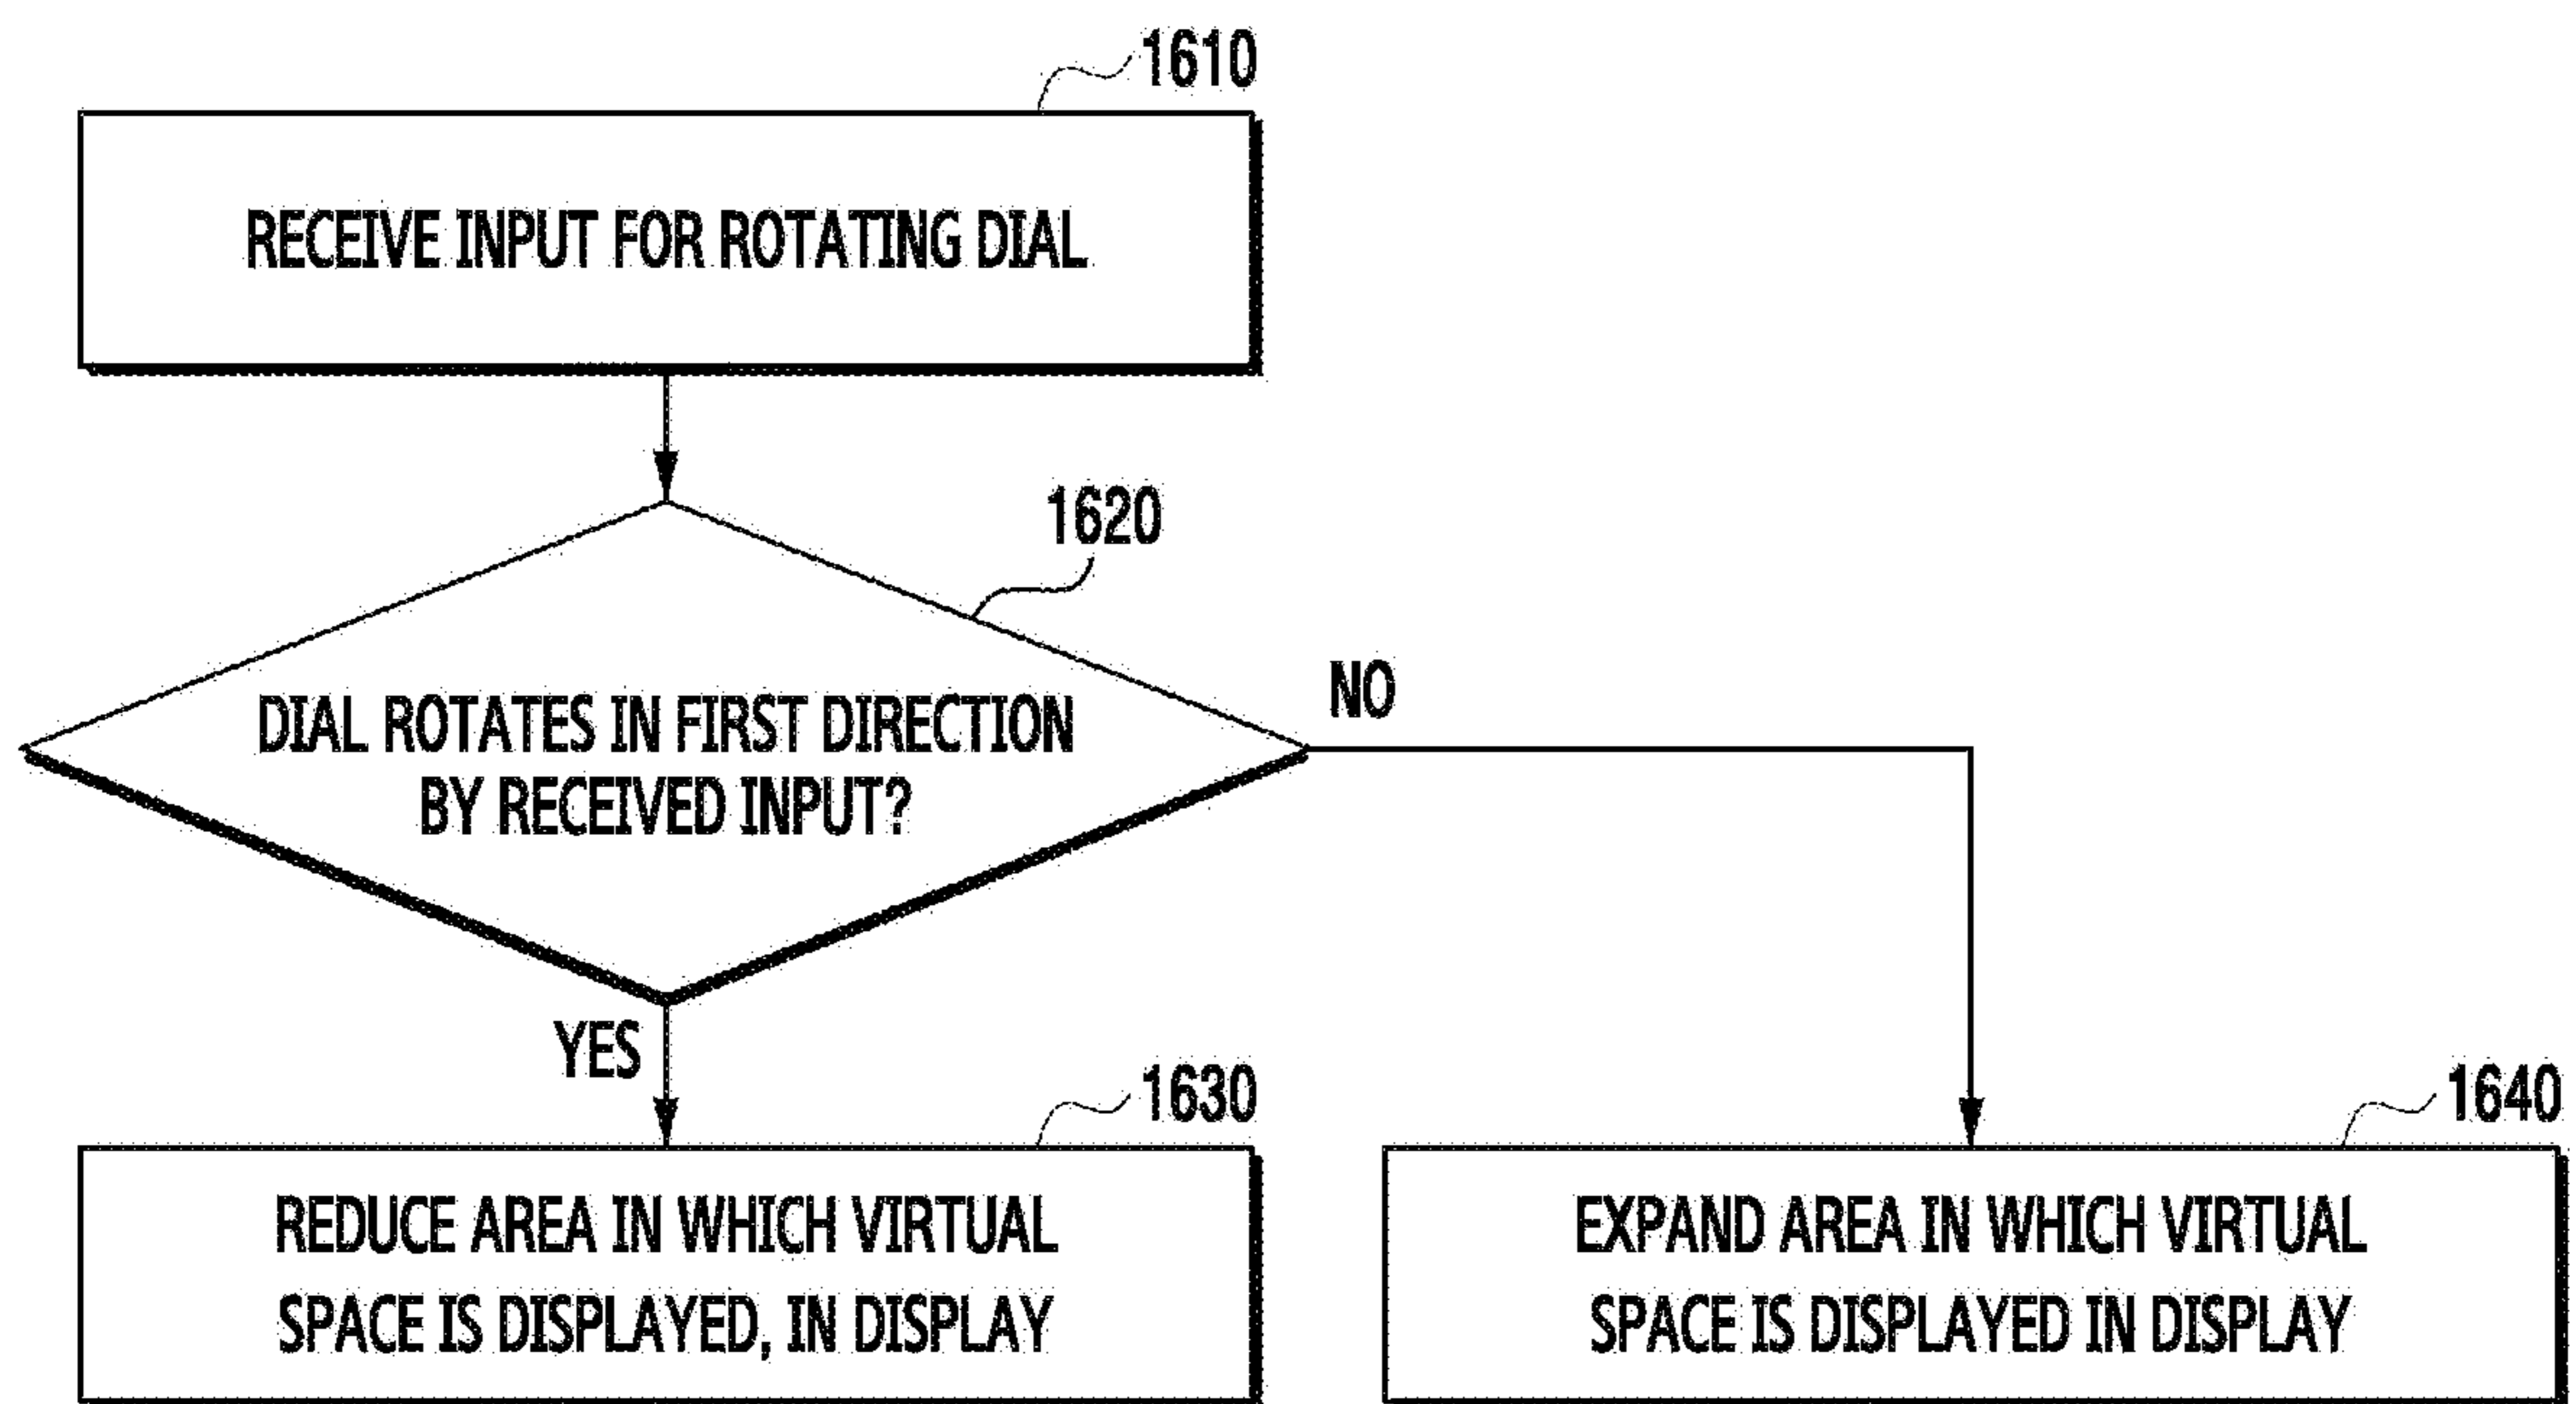 1610
RECEIVE INPUT FOR ROTATING DIAL
1620
DIAL ROTATES IN FIRST DIRECTION
BY RECEIVED INPUT?
NO
YES
1630
REDUCE AREA IN WHICH VIRTUAL
SPACE IS DISPLAYED, IN DISPLAY
1640
EXPAND AREA IN WHICH VIRTUAL
SPACE IS DISPLAYED IN DISPLAY